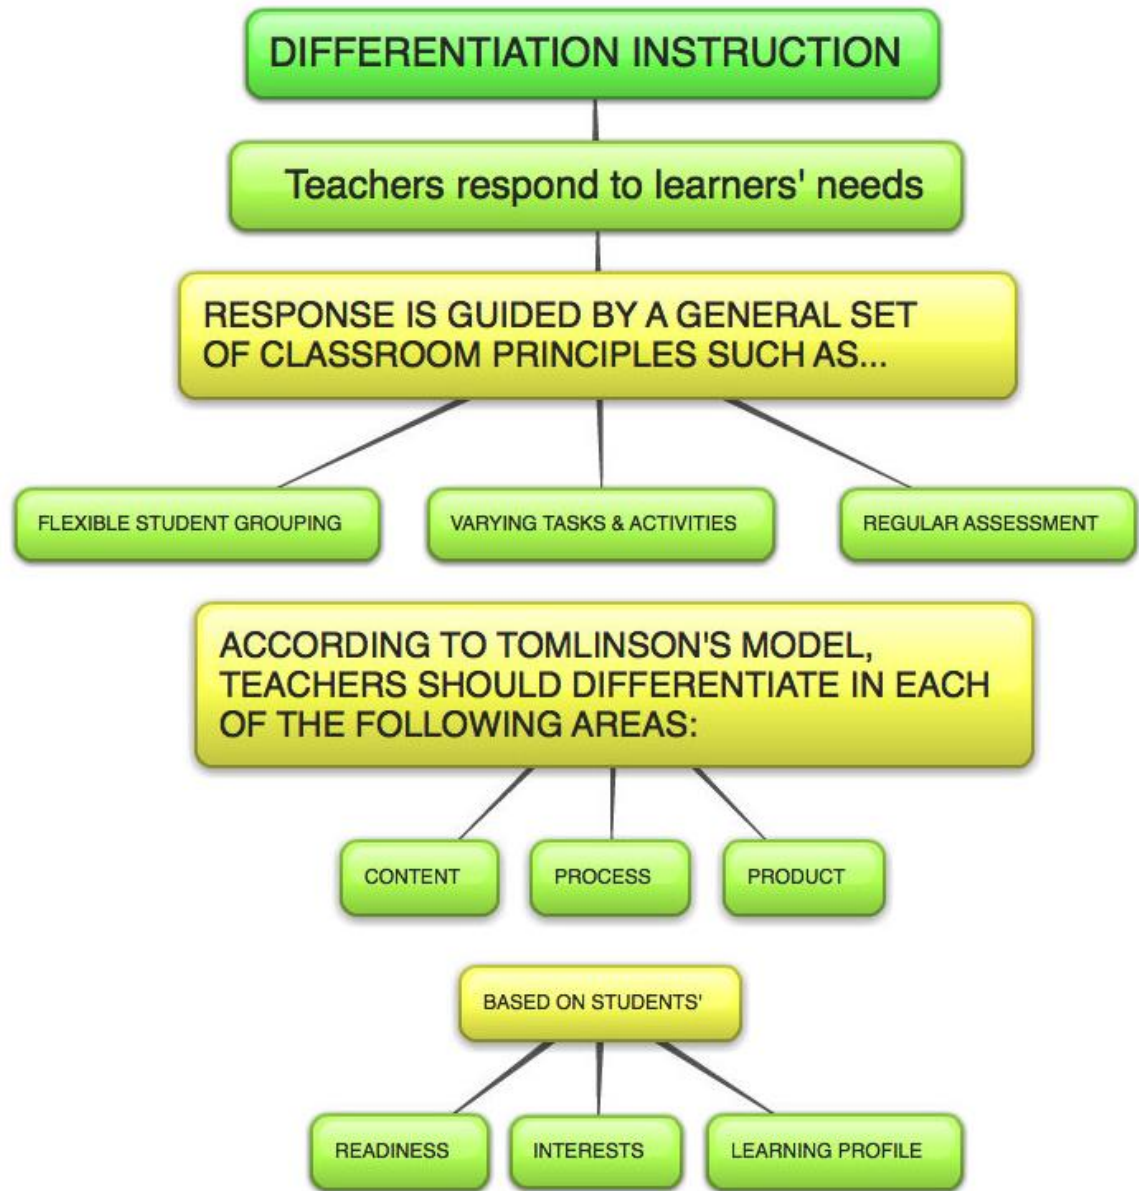 DIFFERENTIATION INSTRUCTION
Teachers respond to learners' needs
RESPONSE IS GUIDED BY A GENERAL SET
OF CLASSROOM PRINCIPLES SUCH AS...
FLEXIBLE STUDENT GROUPING
VARYING TASKS & ACTIVITIES
REGULAR ASSESSMENT
ACCORDING TO TOMLINSON'S MODEL,
TEACHERS SHOULD DIFFERENTIATE IN EACH
OF THE FOLLOWING AREAS:
CONTENT
PROCESS
PRODUCT
BASED ON STUDENTS'
READINESS
INTERESTS
LEARNING PROFILE